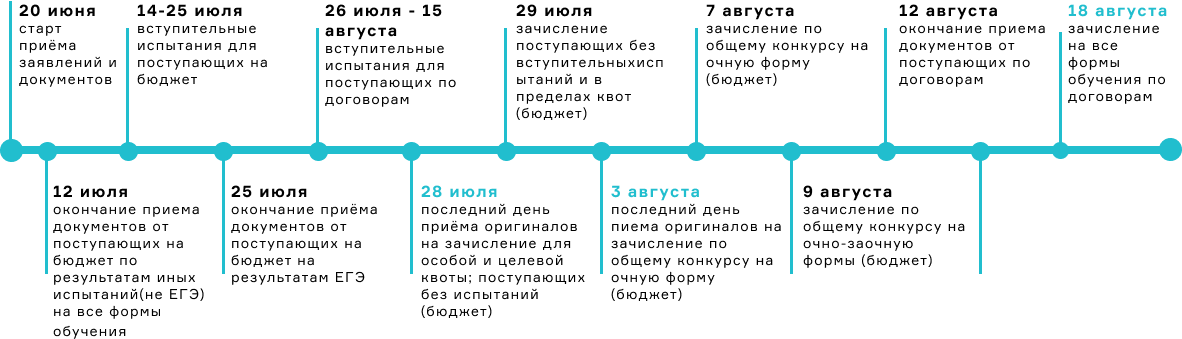 20 июня
старт
приёма
заявлений и
документов
14-25 июля
вступительные
испытания для
поступающих на
бюджет
26 июля - 15
августа
вступительные
испытания для
поступающих по
договорам
29 июля
зачисление
поступающих без
вступительныхисп
ытаний и в
пределах квот
(бюджет)
7 августа
зачисление по
общему конкурсу на
очную форму
(бюджет)
12 августа
окончание приема
документов от
поступающих по
договорам
18 августа
зачисление
на все
формы
обучения по
договорам
12 июля
окончание приема
документов от
поступающих на
бюджет по
результатам иных
испытаний(не ЕГЭ)
на все формы
обучения
25 июля
окончание приёма
документов от
поступающих на
бюджет на
результатам ЕГЭ
28 июля
последний день
приёма оригиналов
на зачисление для
особой и целевой
квоты; поступающих
без испытаний
(бюджет)
3 августа
последний день
пиема оригиналов на
зачисление по
общему конкурсу на
очную форму
(бюджет)
9 августа
зачисление по
общему конкурсу на
очно-заочную
формы (бюджет)